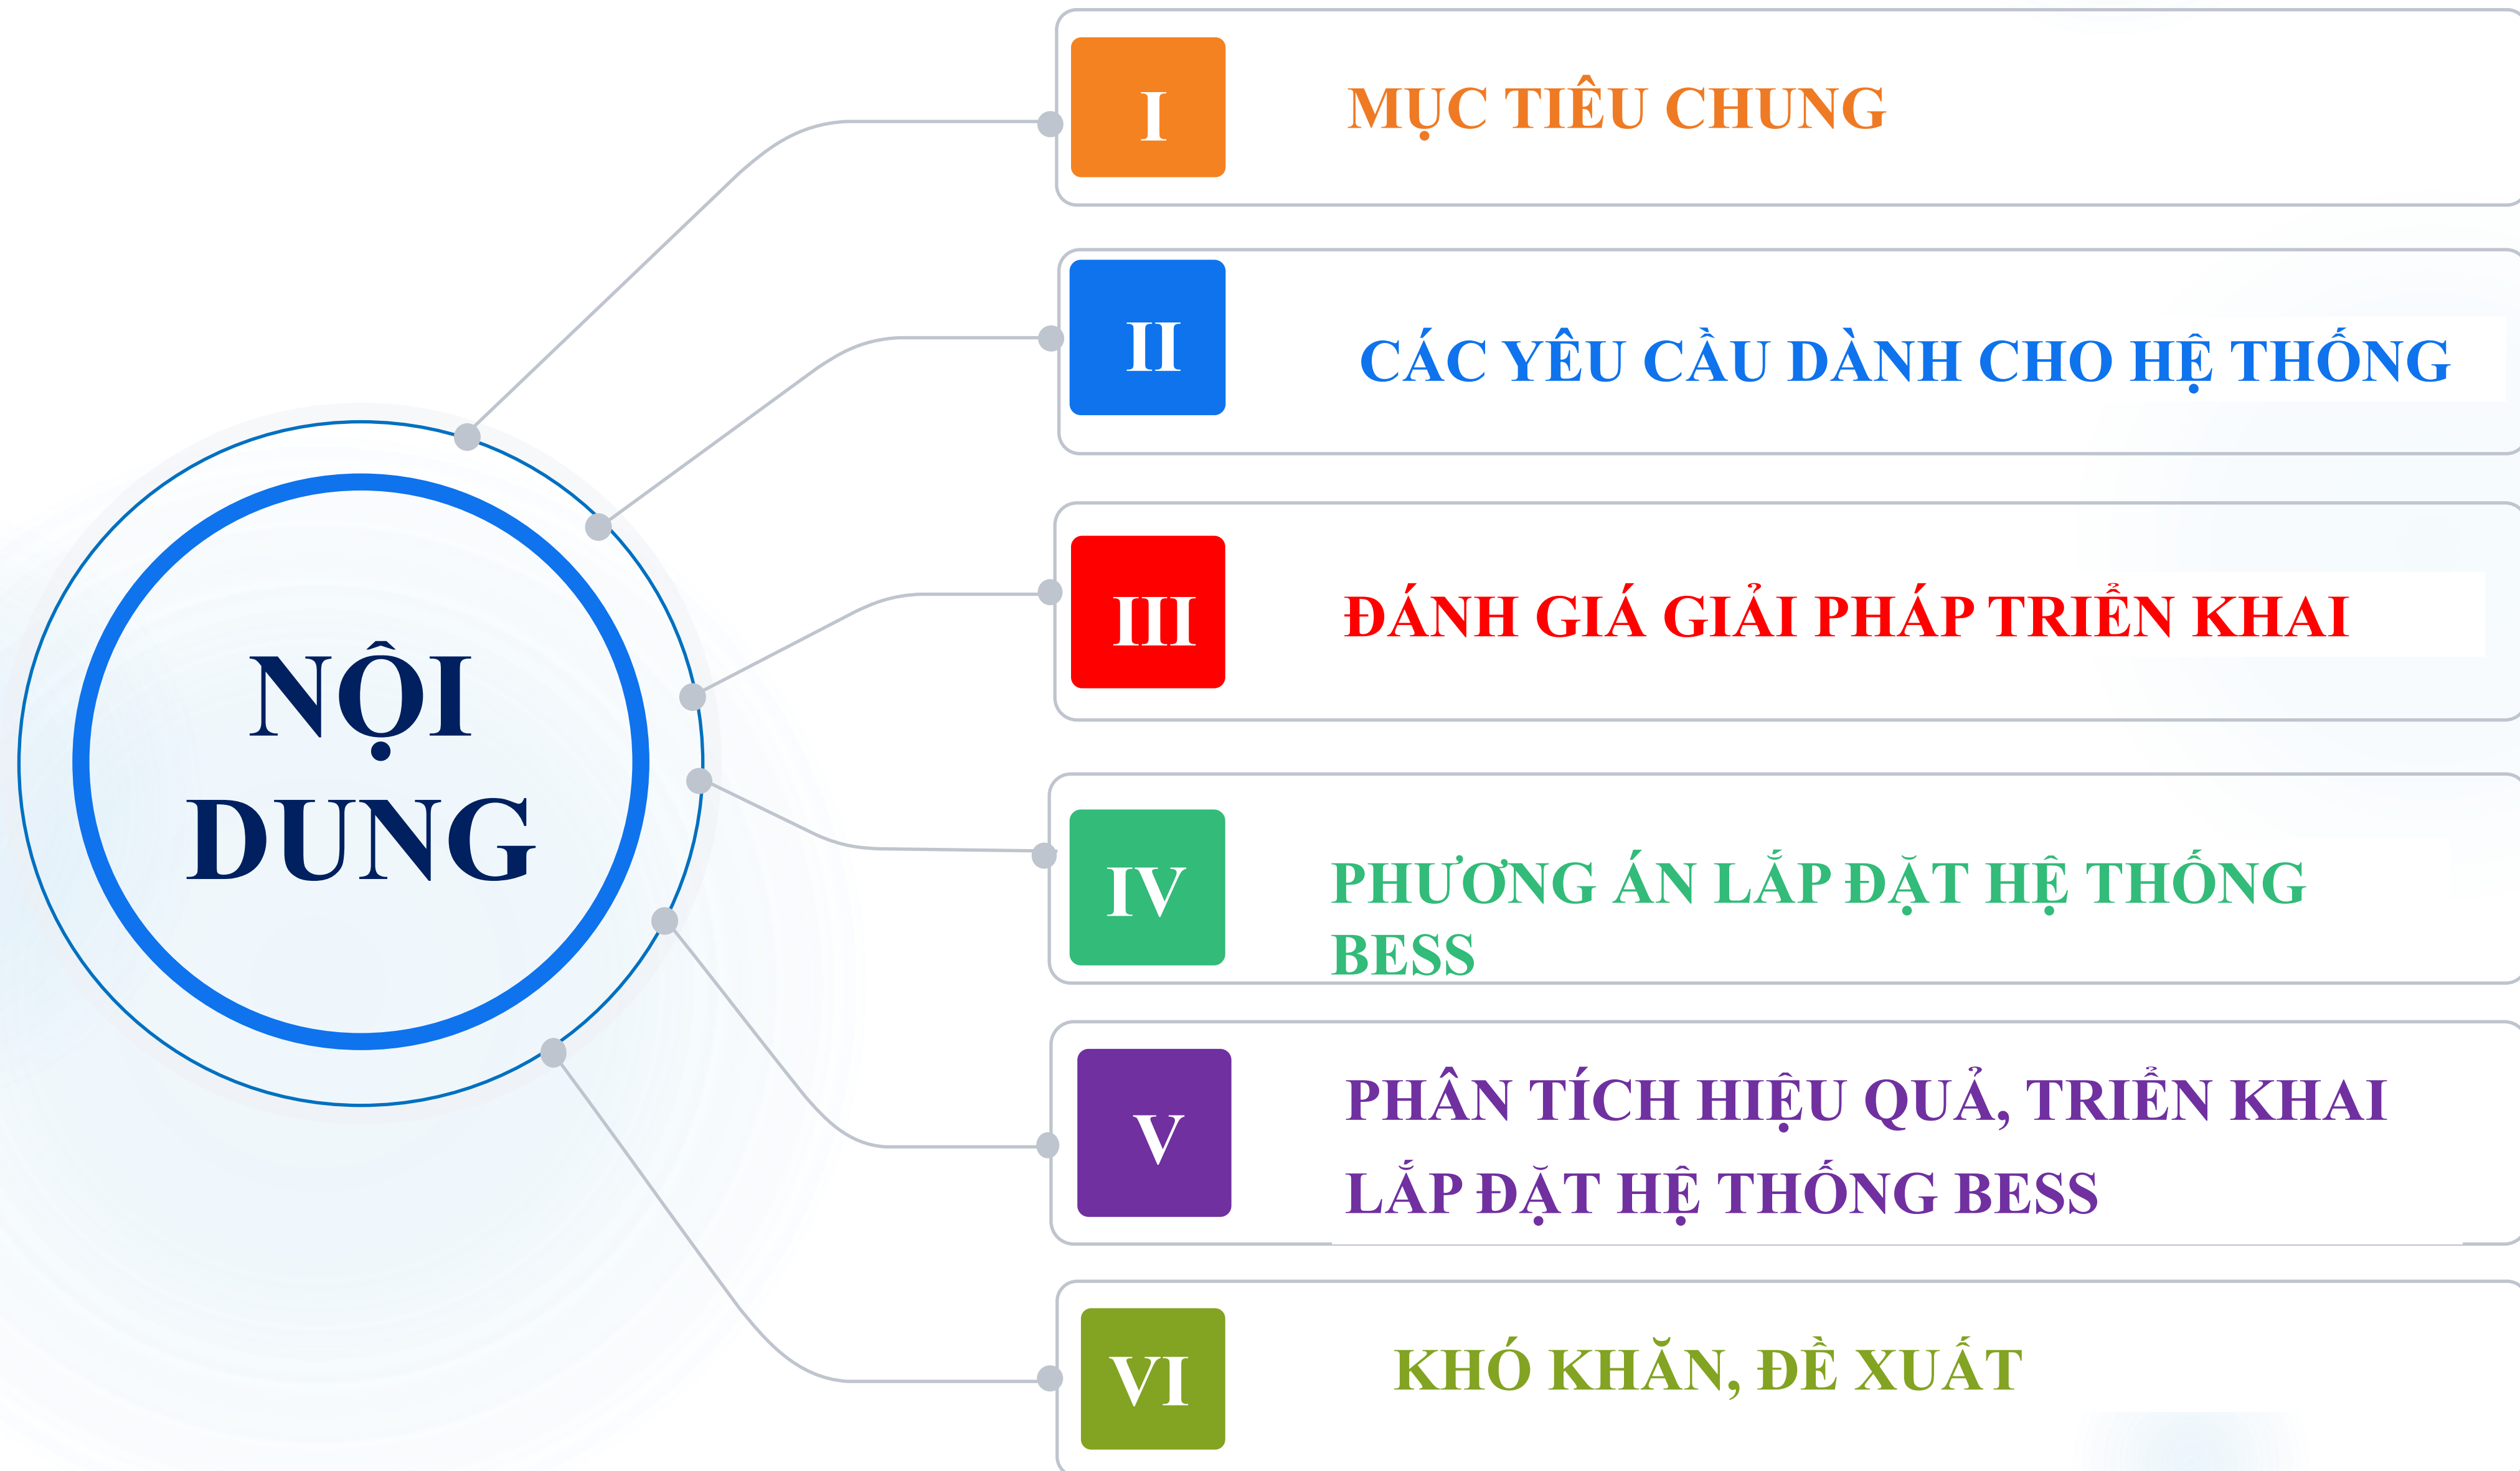 NỘI
DUNG
I
MỤC TIÊU CHUNG
II
CÁC YÊU CẦU DÀNH CHO HỆ THỐNG
III
ĐÁNH GIÁ GIẢI PHÁP TRIỂN KHAI
IV
PHƯƠNG ÁN LẮP ĐẶT HỆ THỐNG
BESS
V
PHÂN TÍCH HIỆU QUẢ, TRIỂN KHAI
LẮP ĐẶT HỆ THỐNG BESS
VI
KHÓ KHĂN, ĐỀ XUẤT